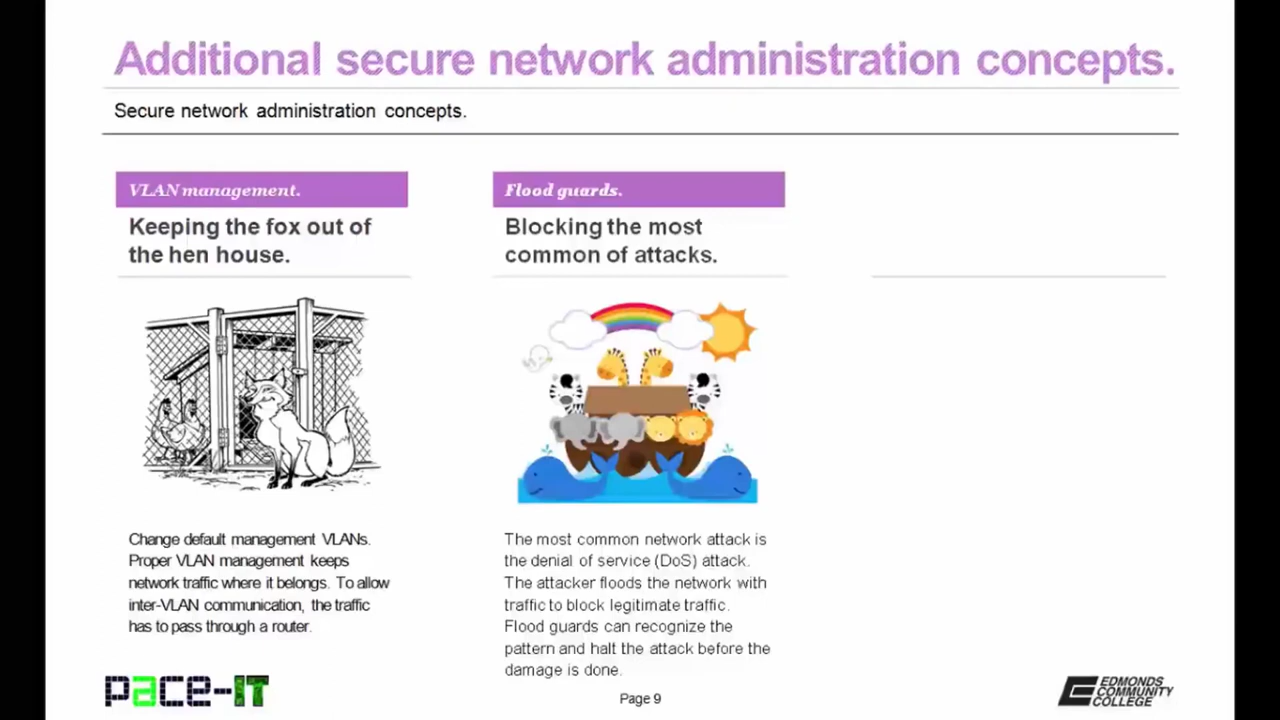 Additional secure network administration concepts.
Secure network administration concepts.
VLAN management.
Keeping the fox out of
the hen house.
Change default management VLANs.
Proper VLAN management keeps
network traffic where it belongs. To allow
inter-VLAN communication, the traffic
has to pass through a router.
Flood guards.
Blocking the most
common of attacks.
The most common network attack is
the denial of service (DoS) attack.
The attacker floods the network with
traffic to block legitimate traffic.
Flood guards can recognize the
pattern and halt the attack before the
damage is done.
pace-IT
Page 9
EDMONDS
COMMUNITY
COLLEGE